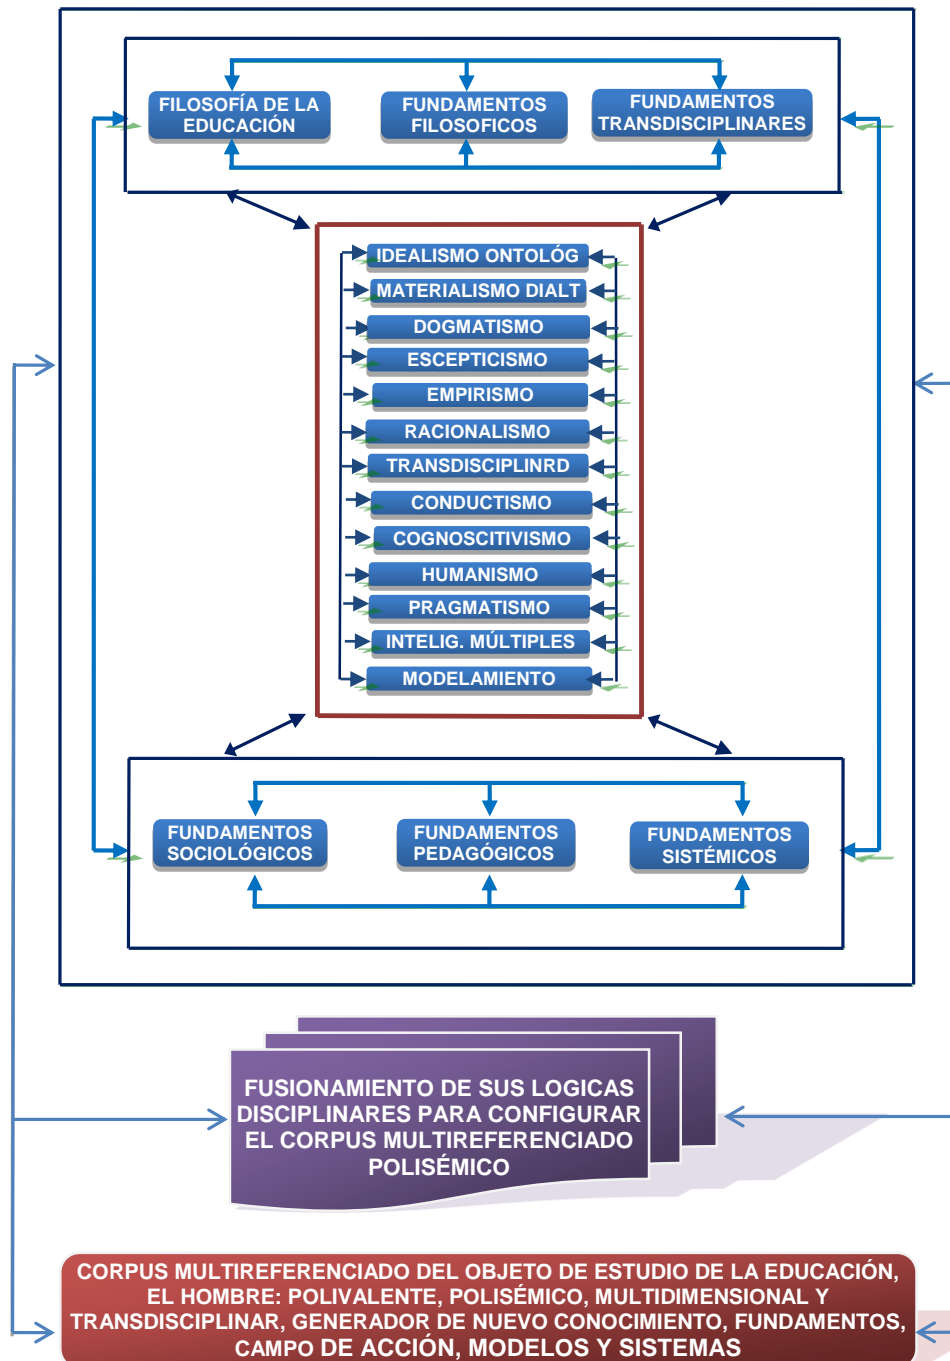 FILOSOFÍA DE LA
EDUCACIÓN
FUNDAMENTOS
FILOSOFICOS
FUNDAMENTOS
TRANSDISCIPLINARES
IDEALISMO ONTOLÓG
MATERIALISMO DIALT
DOGMATISMO
ESCEPTICISMO
EMPIRISMO
RACIONALISMO
TRANSDISCIPLINRD
CONDUCTISMO
COGNOSCITIVISMO
HUMANISMO
PRAGMATISMO
INTELIG. MÚLTIPLES
MODELAMIENTO
FUNDAMENTOS
SOCIOLÓGICOS
FUNDAMENTOS
PEDAGÓGICOS
FUNDAMENTOS
SISTÉMICOS
FUSIONAMIENTO DE SUS LOGICAS
DISCIPLINARES PARA CONFIGURAR
EL CORPUS MULTIREFERENCIADO
POLISÉMICO
CORPUS MULTIREFERENCIADO DEL OBJETO DE ESTUDIO DE LA EDUCACIÓN,
EL HOMBRE: POLIVALENTE, POLISÉMICO, MULTIDIMENSIONAL Y
TRANSDISCIPLINAR, GENERADOR DE NUEVO CONOCIMIENTO, FUNDAMENTOS,
CAMPO DE ACCIÓN, MODELOS Y SISTEMAS